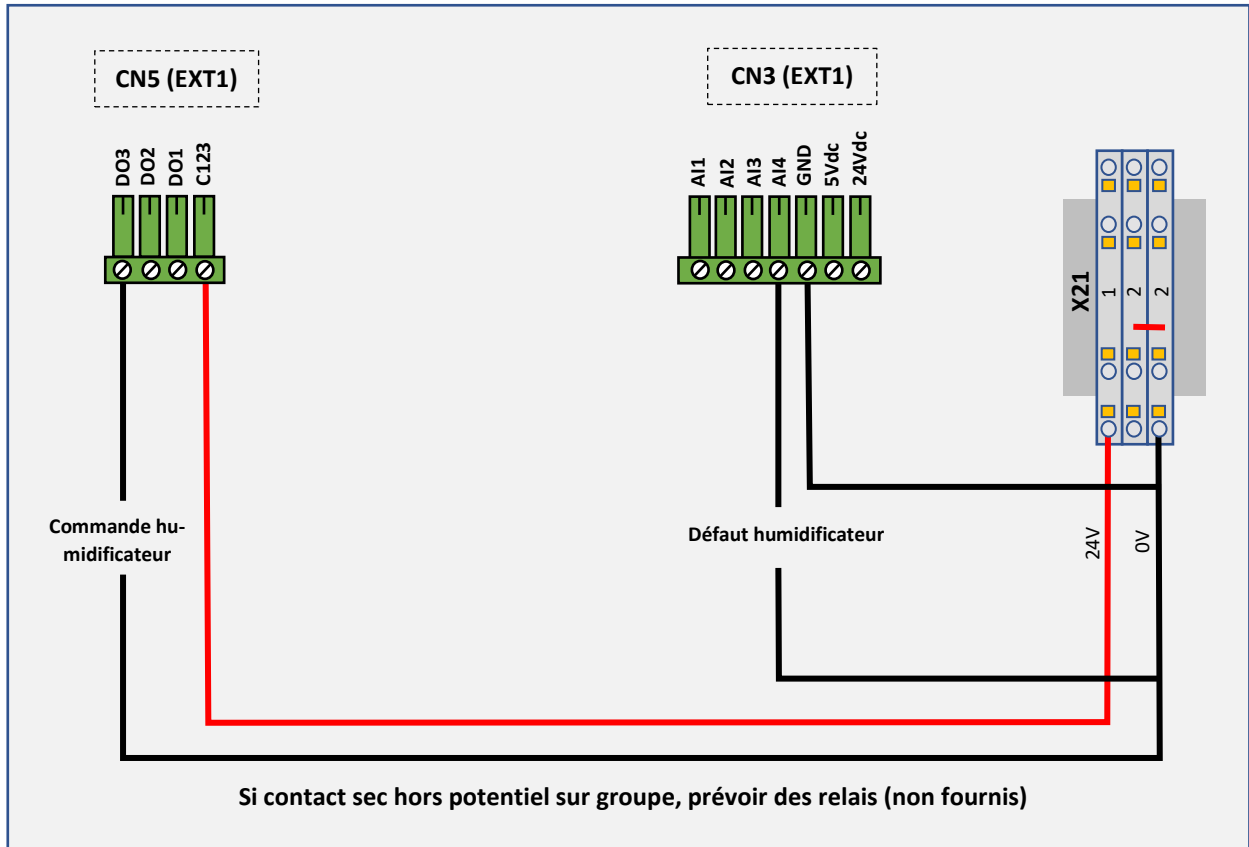 CN5 (EXT1)
CN3 (EXT1)
DO3
DO2
DO1
C123
AI1
AI2
AI3
AI4
GND
5Vdc
24Vdc
X21
1
2
2
Commande hu-
midificateur
Défaut humidificateur
24V
0V
Si contact sec hors potentiel sur groupe, prévoir des relais (non fournis)